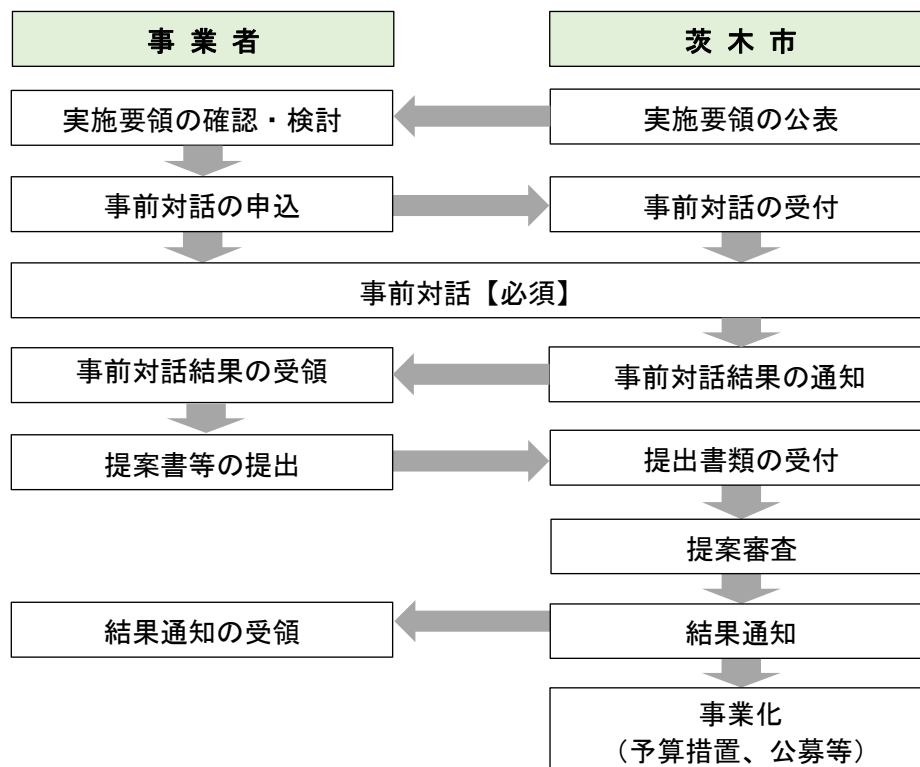 事業者
茨木市
実施要領の確認・検討
実施要領の公表
事前対話の申込
事前対話の受付
事前対話【必須】
事前対話結果の受領
事前対話結果の通知
提案書等の提出
提出書類の受付
提案審査
結果通知の受領
結果通知
事業化
（予算措置、公募等）